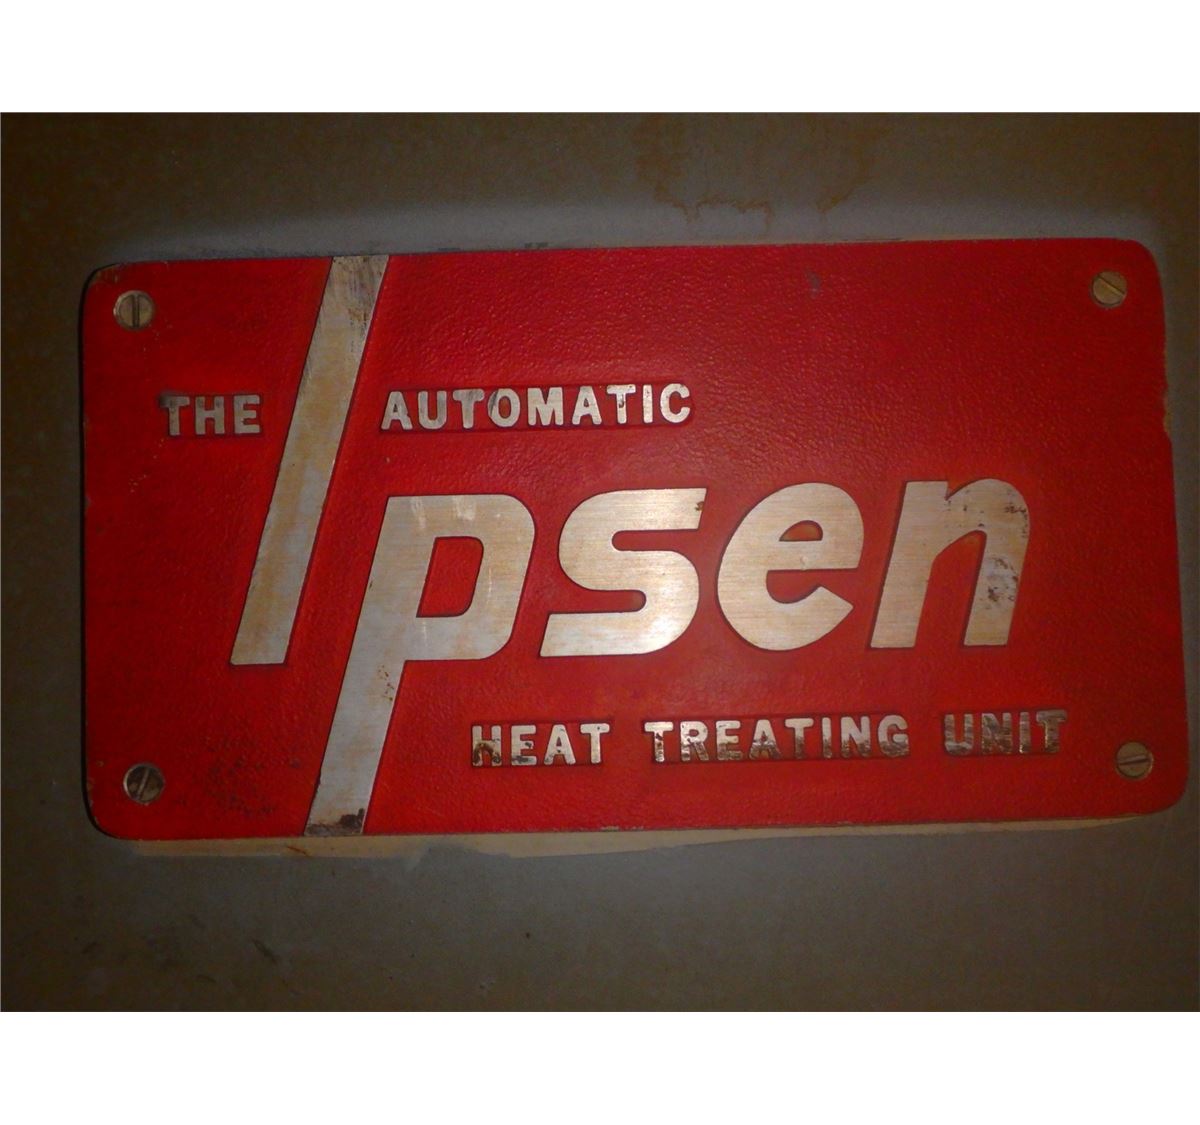 THE AUTOMATIC
Ipsen
HEAT TREATING UNIT